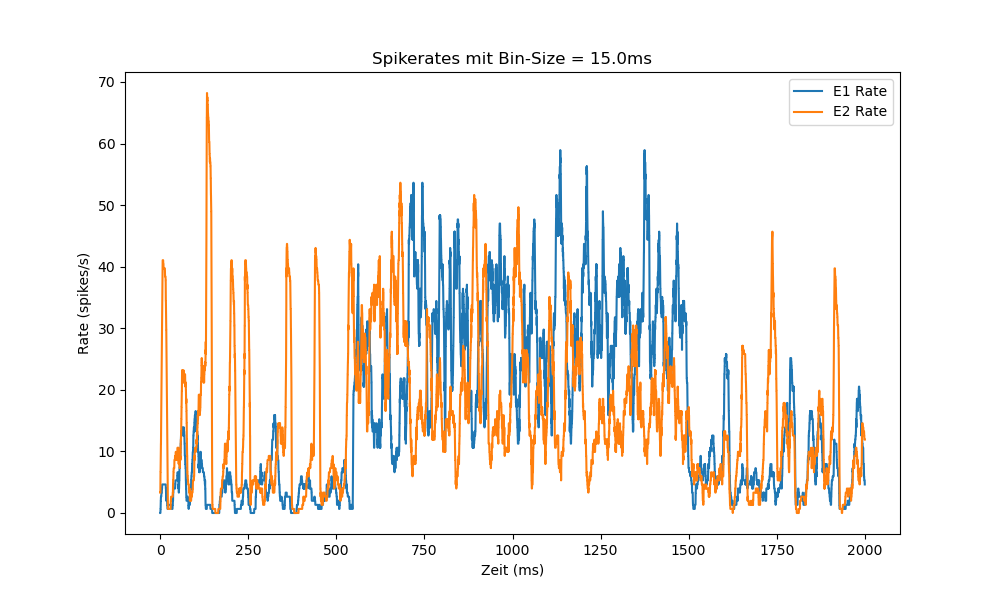 Spikerates mit Bin-Size = 15.0ms
E1 Rate
E2 Rate
70
60
50
40
30
20
10
0
Rate (spikes/s)
0 250 500 750 1000 1250 1500 1750 2000
Zeit (ms)